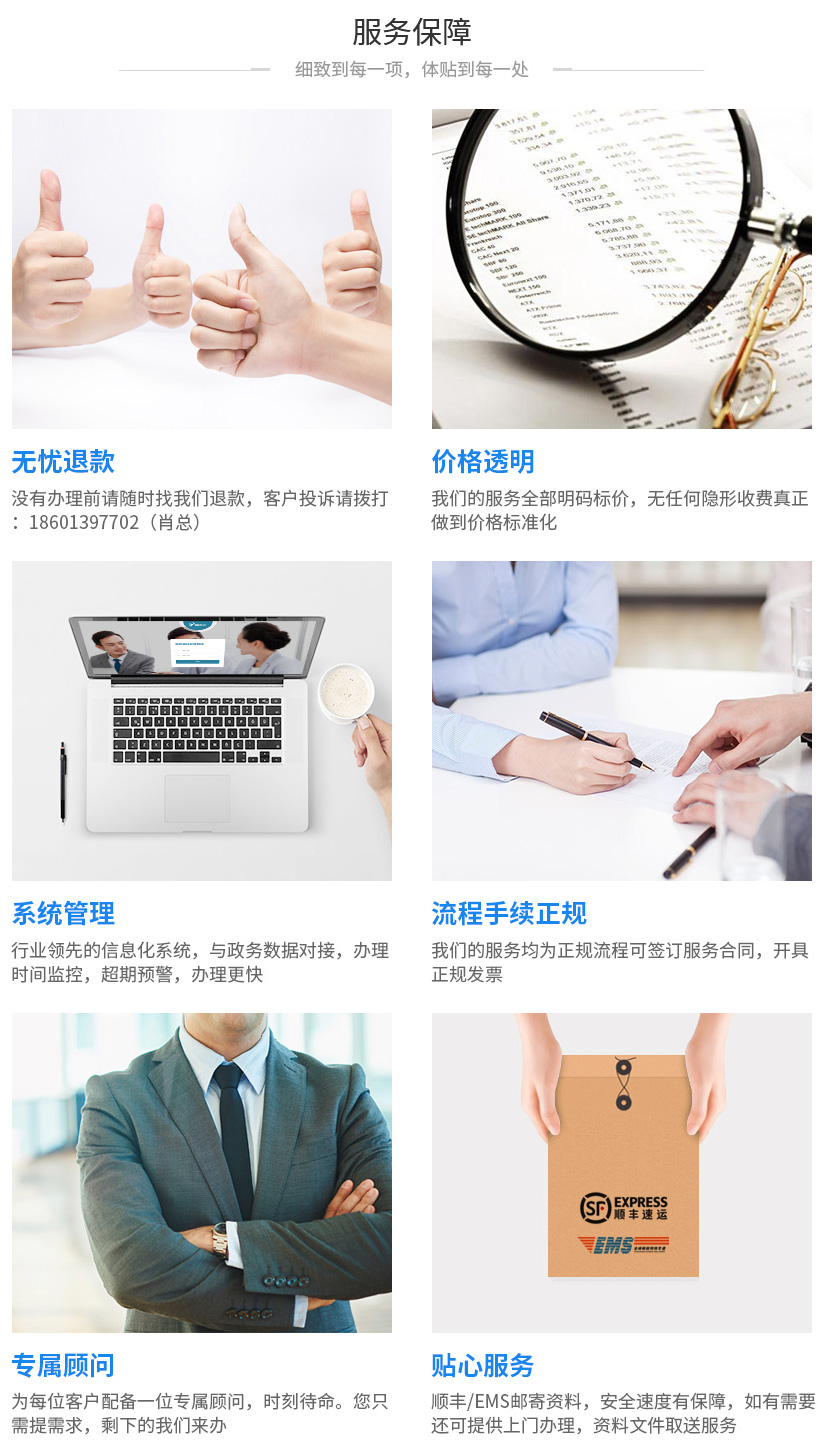 服务保障
细致到每一项，体贴到每一处
无忧退款
没有办理前请随时找我们退款，客户投诉请拨打
：18601397702（肖总）
价格透明
我们的服务全部明码标价，无任何隐形收费真正
做到价格标准化
系统管理
行业领先的信息化系统，与政务数据对接，办理
时间监控，超期预警，办理更快
流程手续正规
我们的服务均为正规流程可签订服务合同，开具
正规发票
SF EXPRESS
顺丰速运
EMS
专属顾问
为每位客户配备一位专属顾问，时刻待命。您只
需提需求，剩下的我们来办
贴心服务
顺丰/EMS邮寄资料，安全速度有保障，如有需要
还可提供上门办理，资料文件取送服务